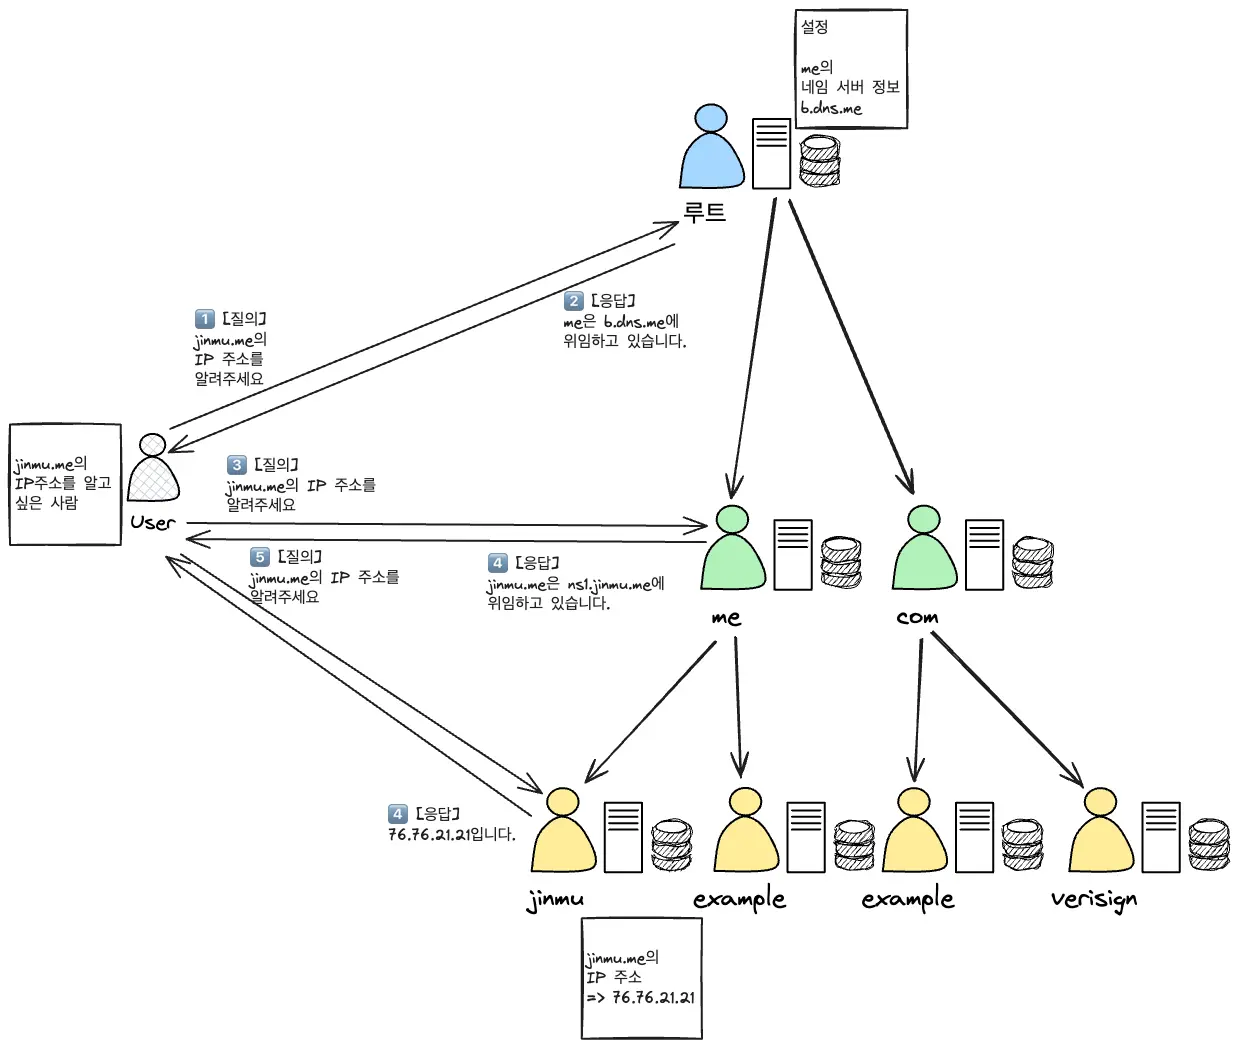 설정
me의
네임 서버 정보
b.dns.me
루트
1 [질의]
jinmu.me의
IP 주소를
알려주세요
2 [응답]
me은 b.dns.me에
위임하고 있습니다.
jinmu.me의
IP주소를 알고
싶은 사람
User
3 [질의]
jinmu.me의 IP 주소를
알려주세요
5 [질의]
jinmu.me의 IP 주소를
알려주세요
4 [응답]
jinmu.me은 ns1.jinmu.me에
위임하고 있습니다.
me
com
4 [응답]
76.76.21.21입니다.
jinmu
example
example
verisign
jinmu.me의
IP 주소
=> 76.76.21.21